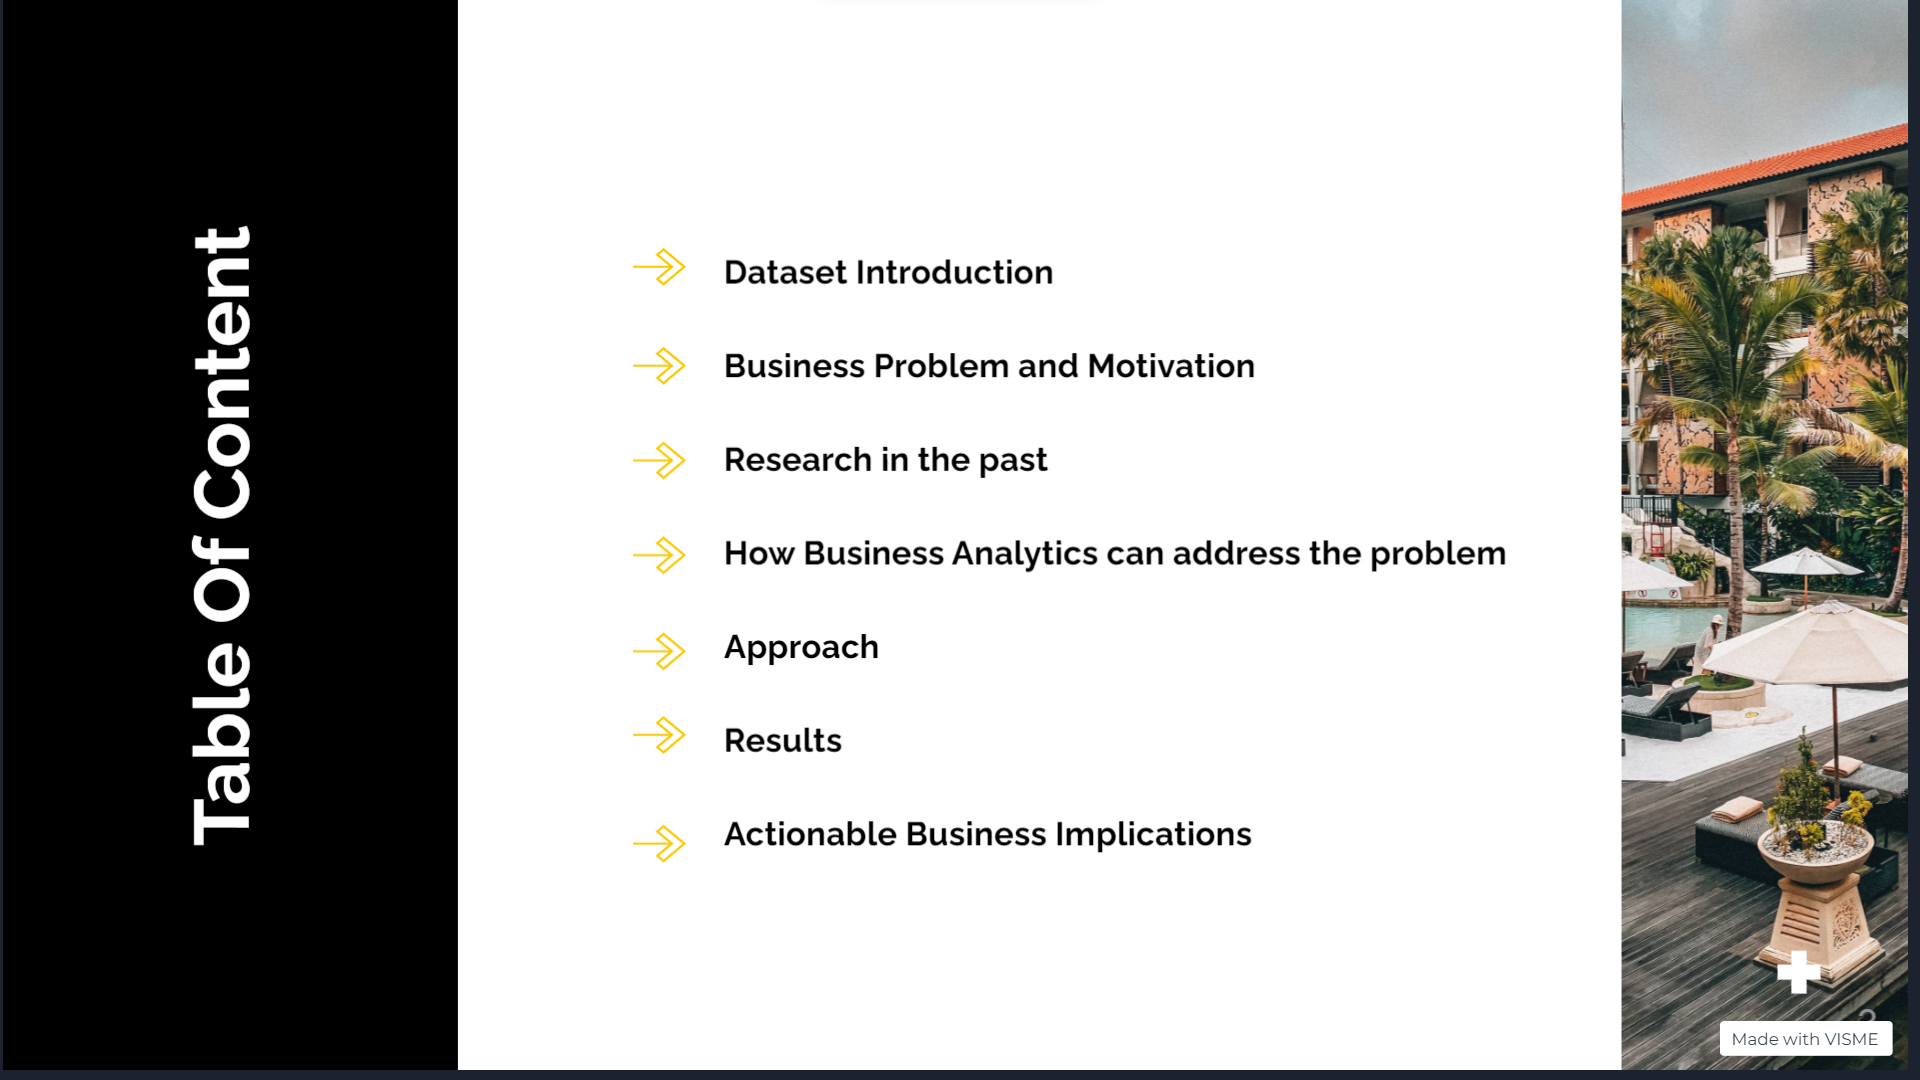 Table Of Content
Dataset Introduction
Business Problem and Motivation
Research in the past
How Business Analytics can address the problem
Approach
Results
Actionable Business Implications
Made with VISME